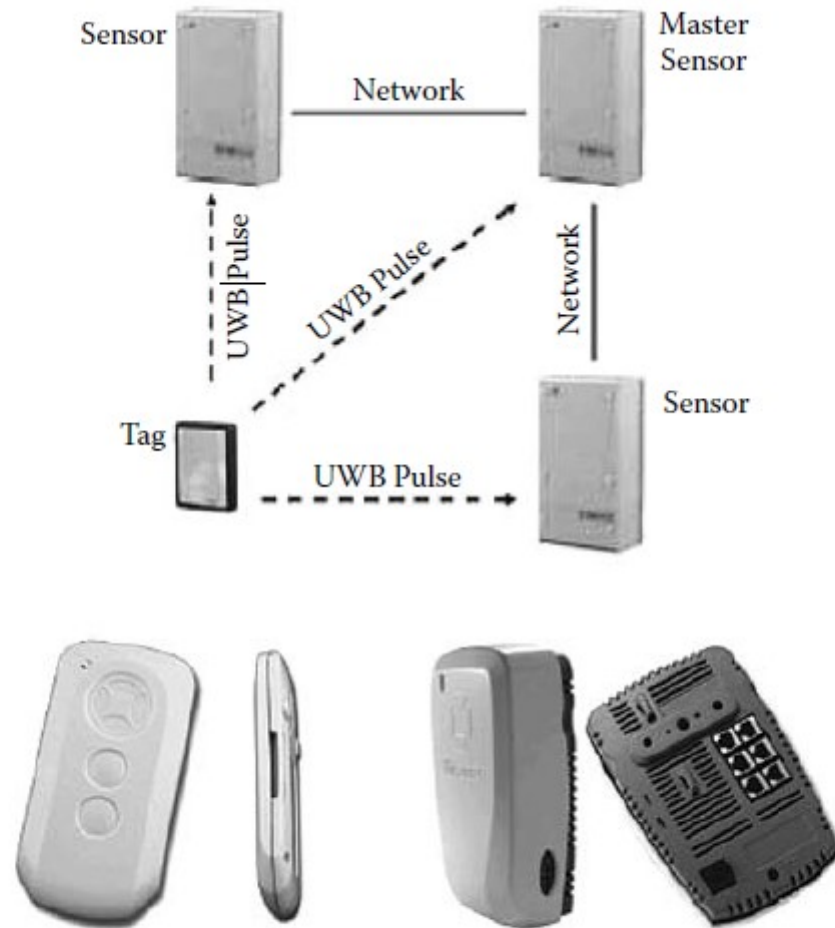 Sensor
Master
Sensor
Network
UWB Pulse
UWB Pulse
Network
Tag
UWB Pulse
Sensor